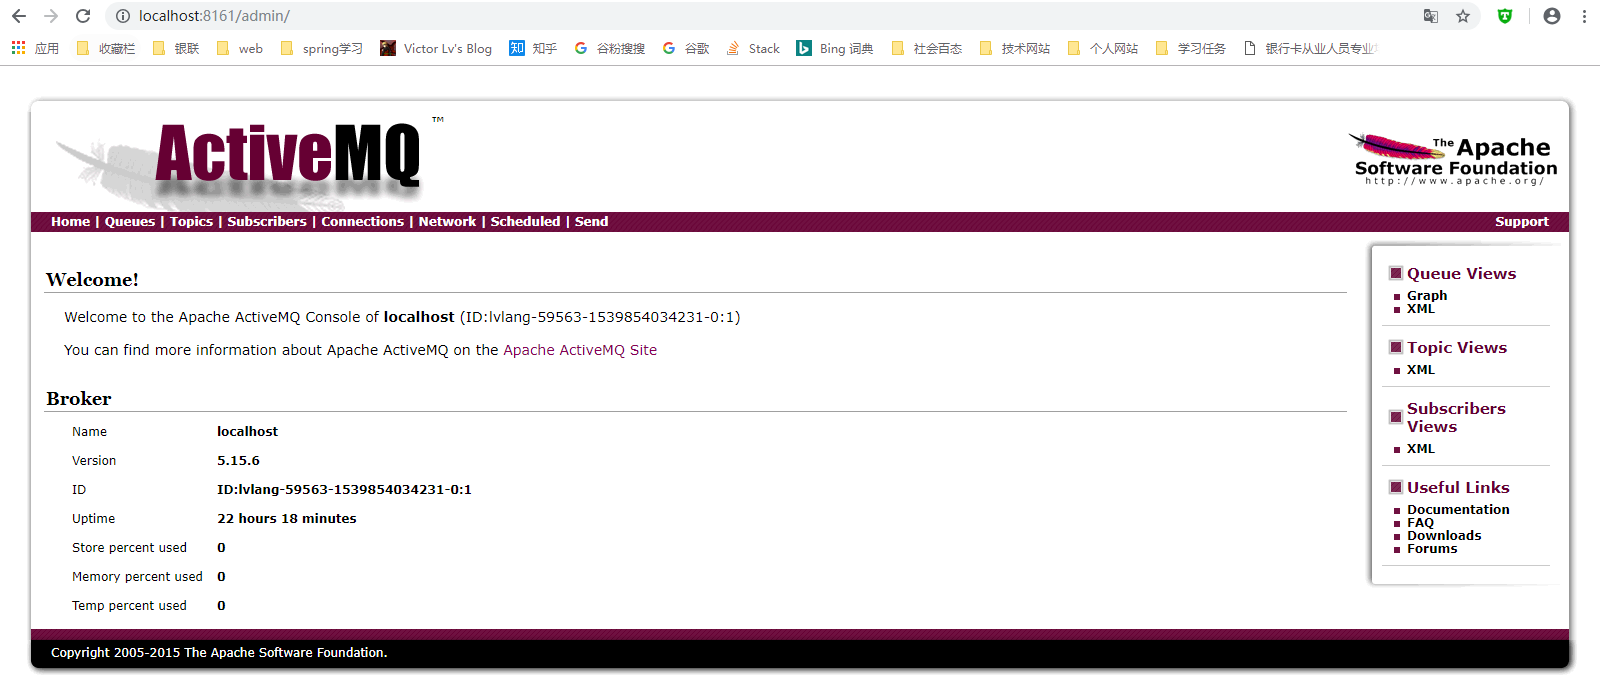 localhost:8161/admin/
应用 收藏栏 银联 web spring学习 Victor Lv's Blog 知 知乎 谷粉搜搜 谷歌 Stack Bing 词典 社会百态 技术网站 个人网站 学习任务 银行卡从业人员专业
ActiveMQ ™
The Apache
Software Foundation
http://www.apache.org/
Home | Queues | Topics | Subscribers | Connections | Network | Scheduled | Send
Support
Welcome!
Welcome to the Apache ActiveMQ Console of localhost (ID:lvlang-59563-1539854034231-0:1)
You can find more information about Apache ActiveMQ on the Apache ActiveMQ Site
Broker
Name localhost
Version 5.15.6
ID ID:lvlang-59563-1539854034231-0:1
Uptime 22 hours 18 minutes
Store percent used 0
Memory percent used 0
Temp percent used 0
Queue Views
Graph
XML
Topic Views
XML
Subscribers
Views
XML
Useful Links
Documentation
FAQ
Downloads
Forums
Copyright 2005-2015 The Apache Software Foundation.